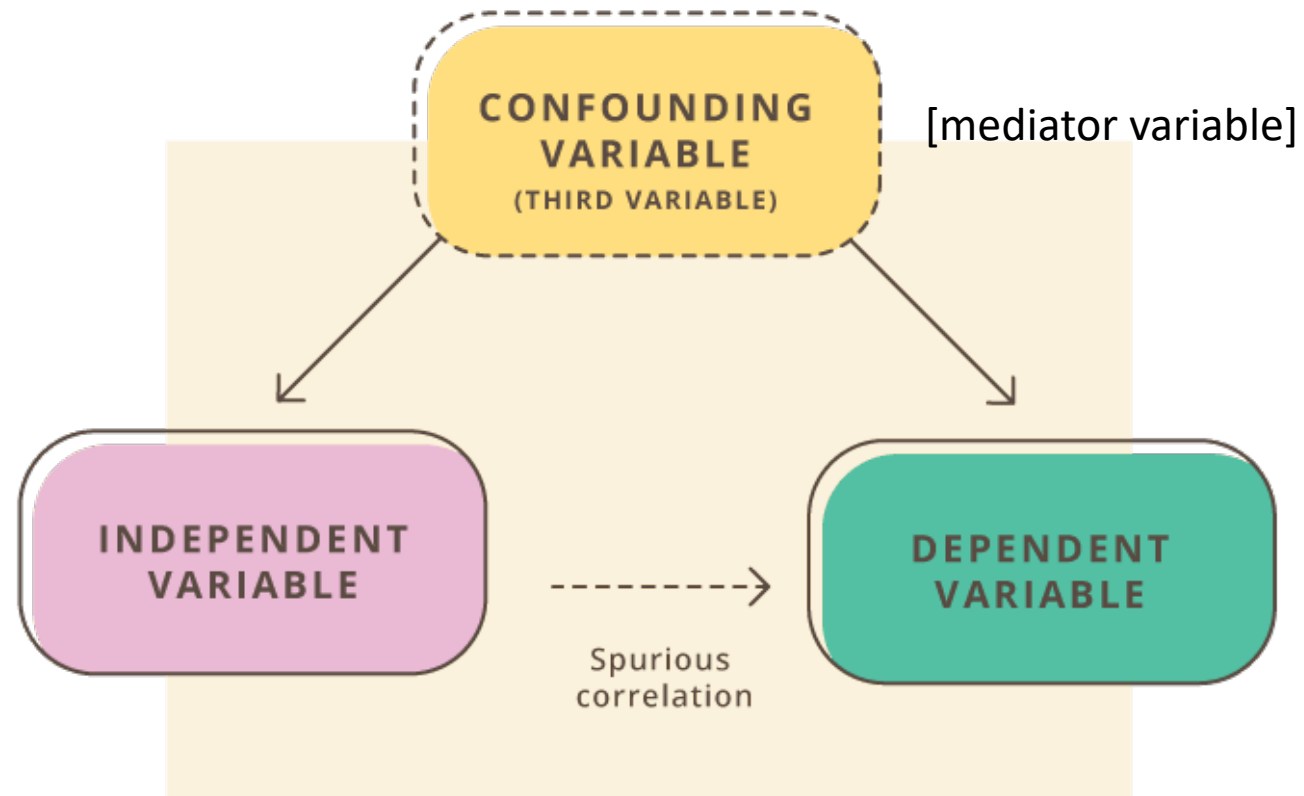 CONFOUNDING
VARIABLE
(THIRD VARIABLE)
[mediator variable]
INDEPENDENT
VARIABLE
DEPENDENT
VARIABLE
Spurious
correlation